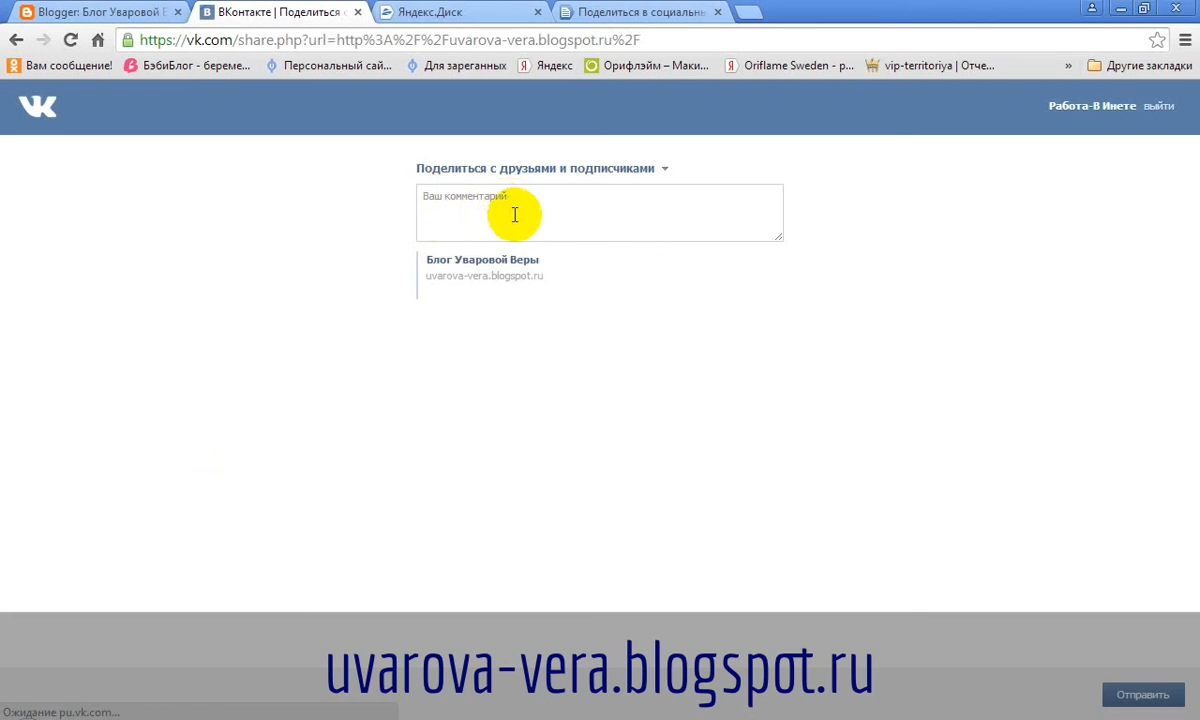 Blogger: Блог Уваровой В
ВКонтакте | Поделиться с
Яндекс.Диск
Поделиться в социальны
https://vk.com/share.php?url=http%3A%2F%2Fuvarova-vera.blogspot.ru%2F
Вам сообщение!
БэбиБлог - береме...
Персональный сай...
Для зареганных
Яндекс
Орифлэйм – Маки...
Oriflame Sweden - р...
vip-territoriya | Отче...
»
Другие закладки
Работа-В Инете выйти
Поделиться с друзьями и подписчиками
Ваш комментарий
Блог Уваровой Веры
uvarova-vera.blogspot.ru
uvarova-vera.blogspot.ru
Отправить
Ожидание pu.vk.com...